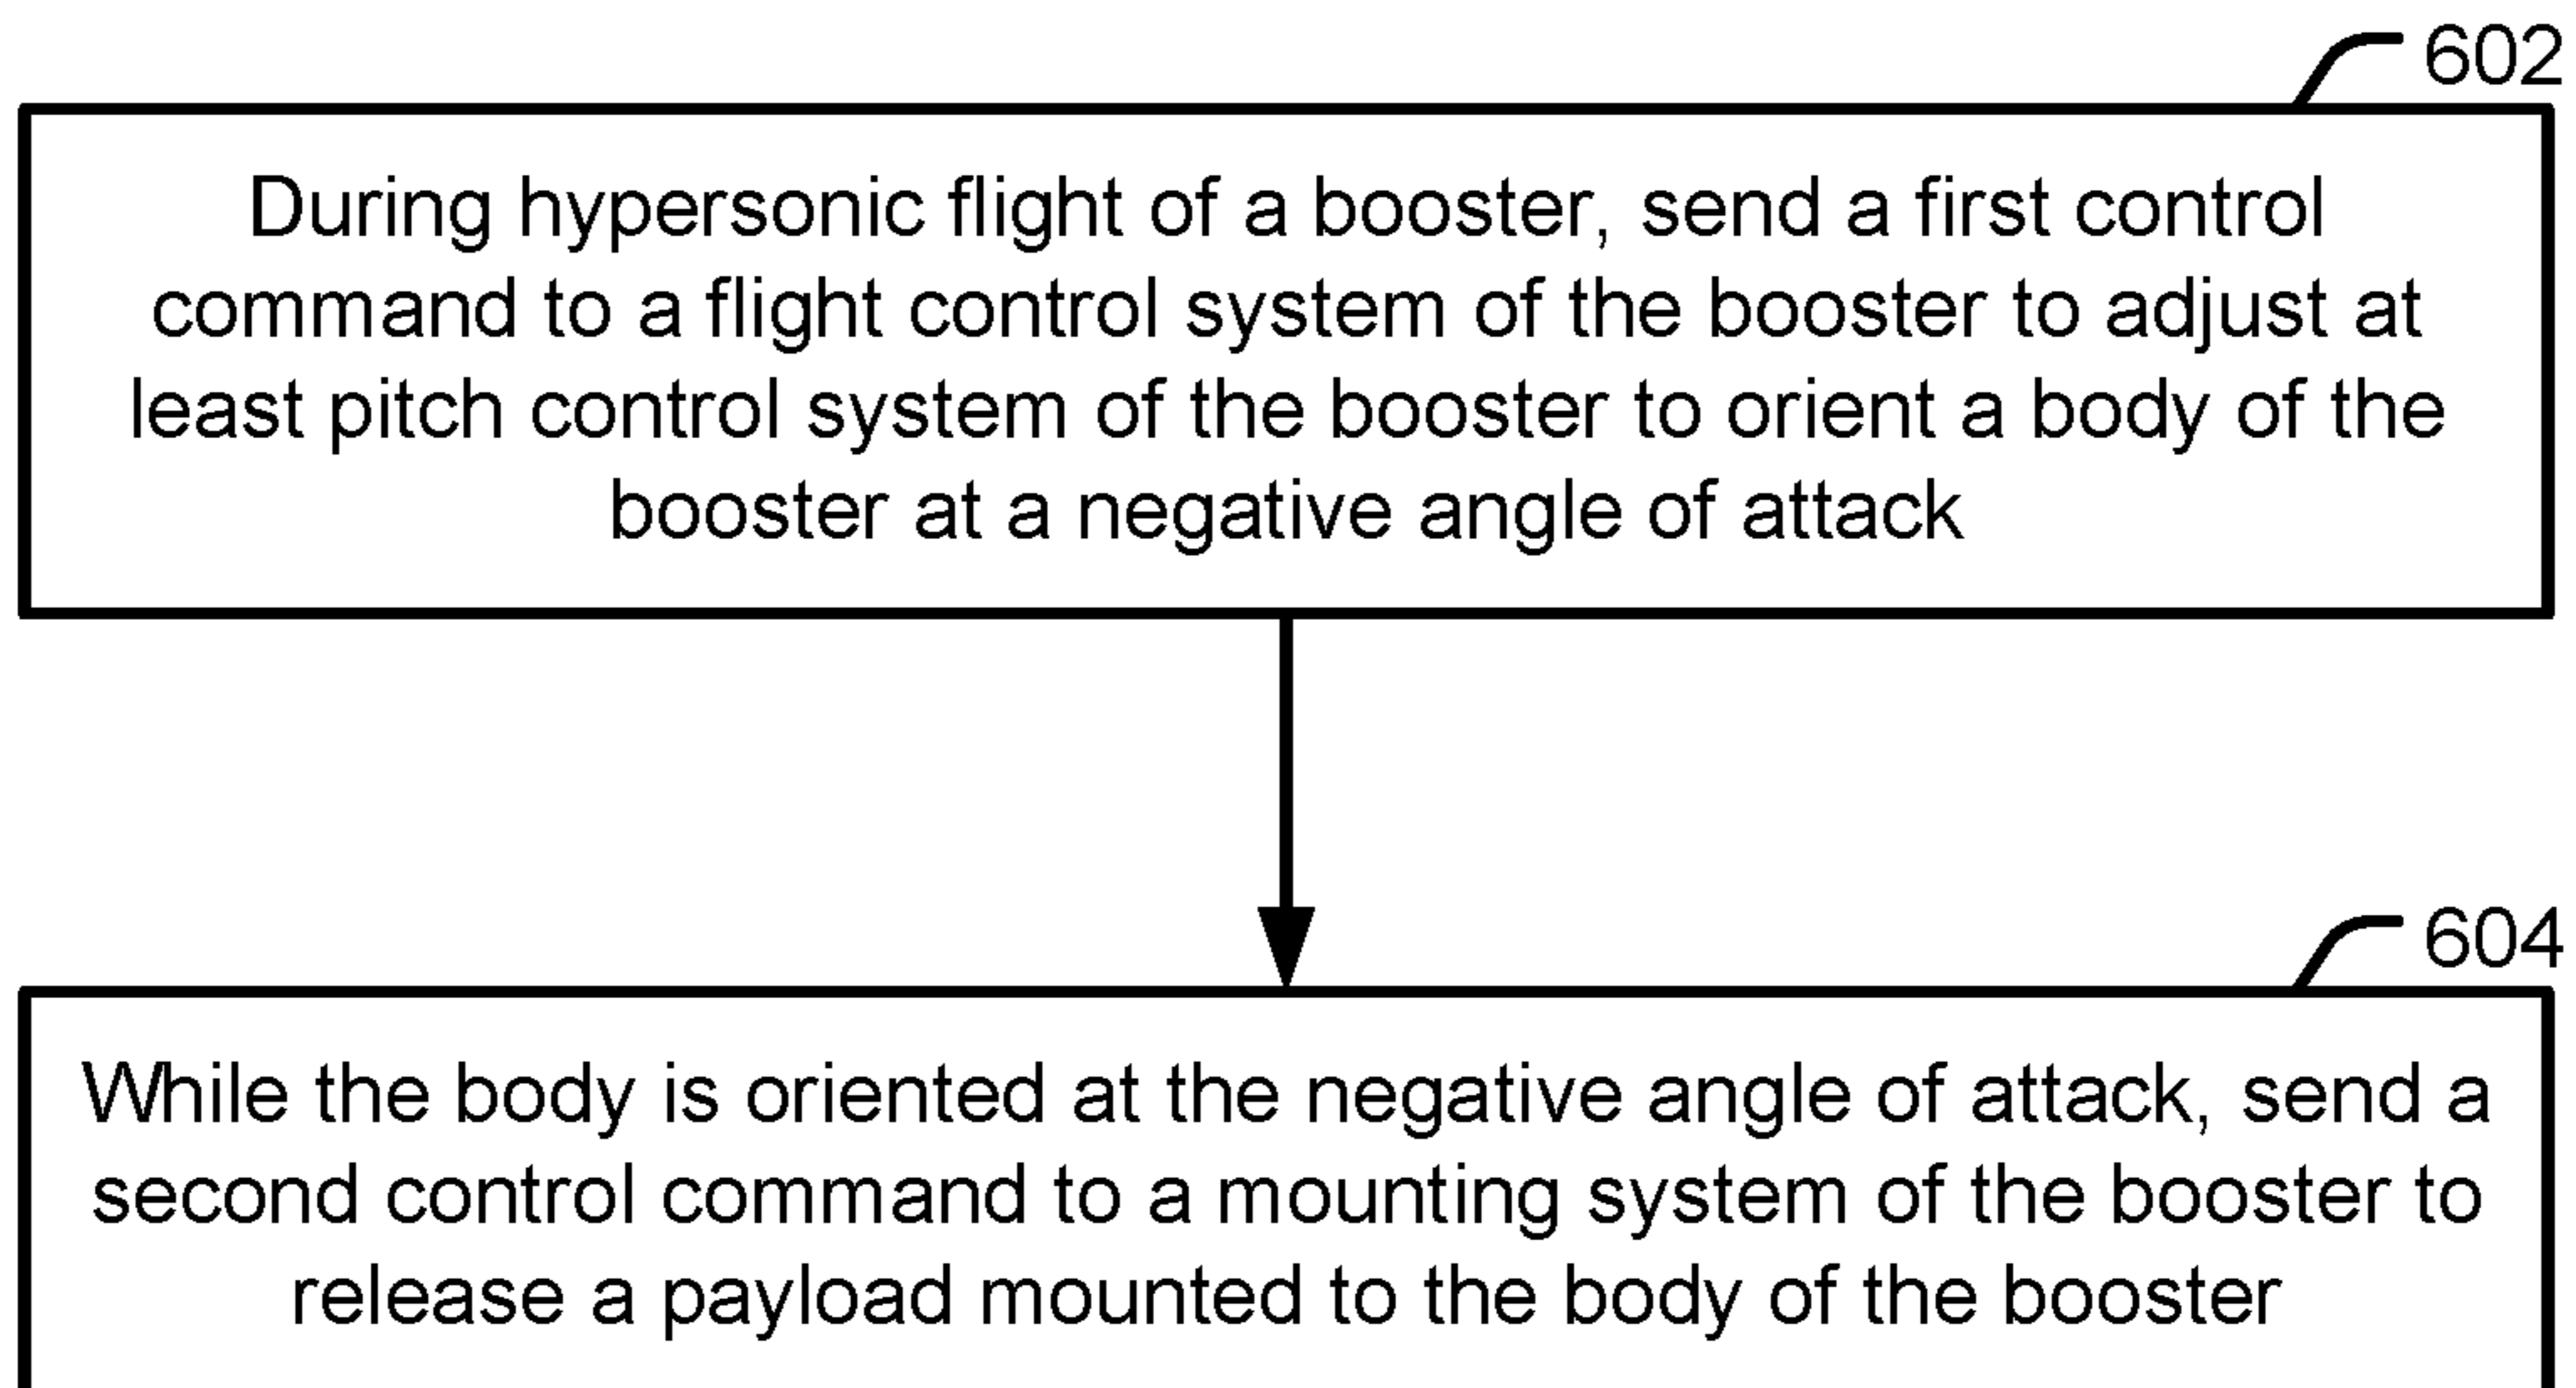 602
During hypersonic flight of a booster, send a first control
command to a flight control system of the booster to adjust at
least pitch control system of the booster to orient a body of the
booster at a negative angle of attack
604
While the body is oriented at the negative angle of attack, send a
second control command to a mounting system of the booster to
release a payload mounted to the body of the booster